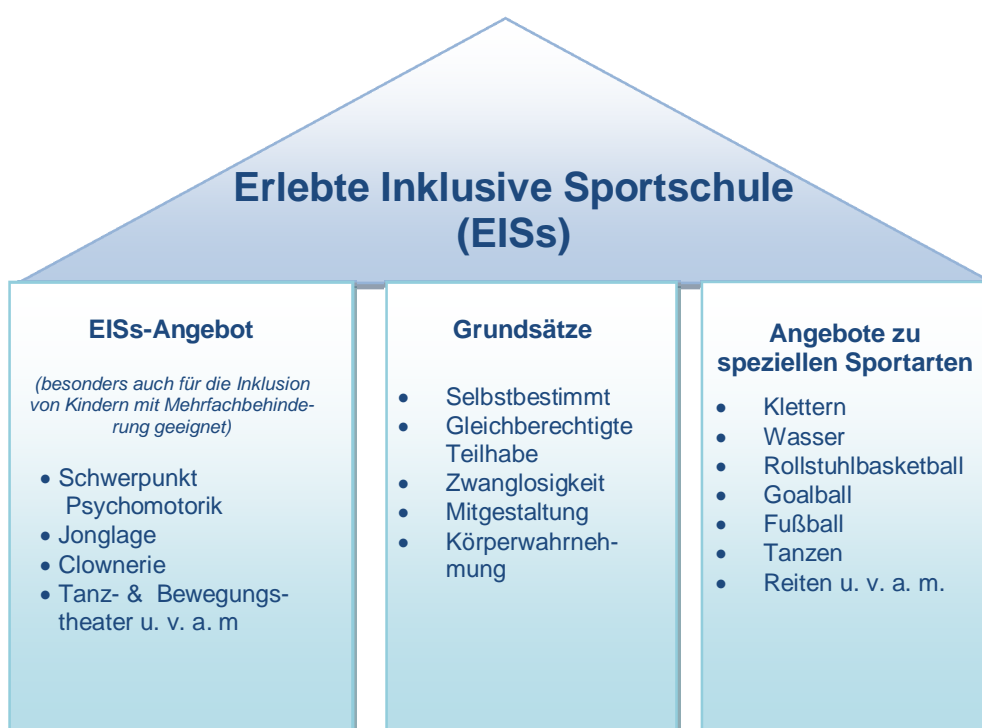 Erlebte Inklusive Sportschule
(EISs)
EISs-Angebot
(besonders auch für die Inklusion
von Kindern mit Mehrfachbehinde-
rung geeignet)
• Schwerpunkt
Psychomotorik
• Jonglage
• Clownerie
• Tanz- & Bewegungs-
theater u. v. a. m
Grundsätze
• Selbstbestimmt
• Gleichberechtigte
Teilhabe
• Zwanglosigkeit
• Mitgestaltung
• Körperwahrneh-
mung
Angebote zu
speziellen Sportarten
• Klettern
• Wasser
• Rollstuhlbasketball
• Goalball
• Fußball
• Tanzen
• Reiten u. v. a. m.